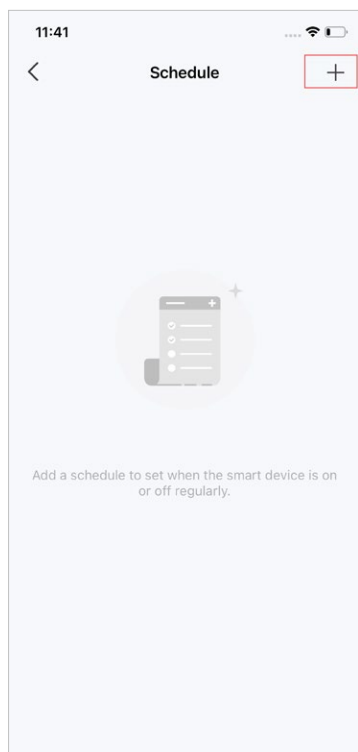 11:41
Schedule
Add a schedule to set when the smart device is on
or off regularly.